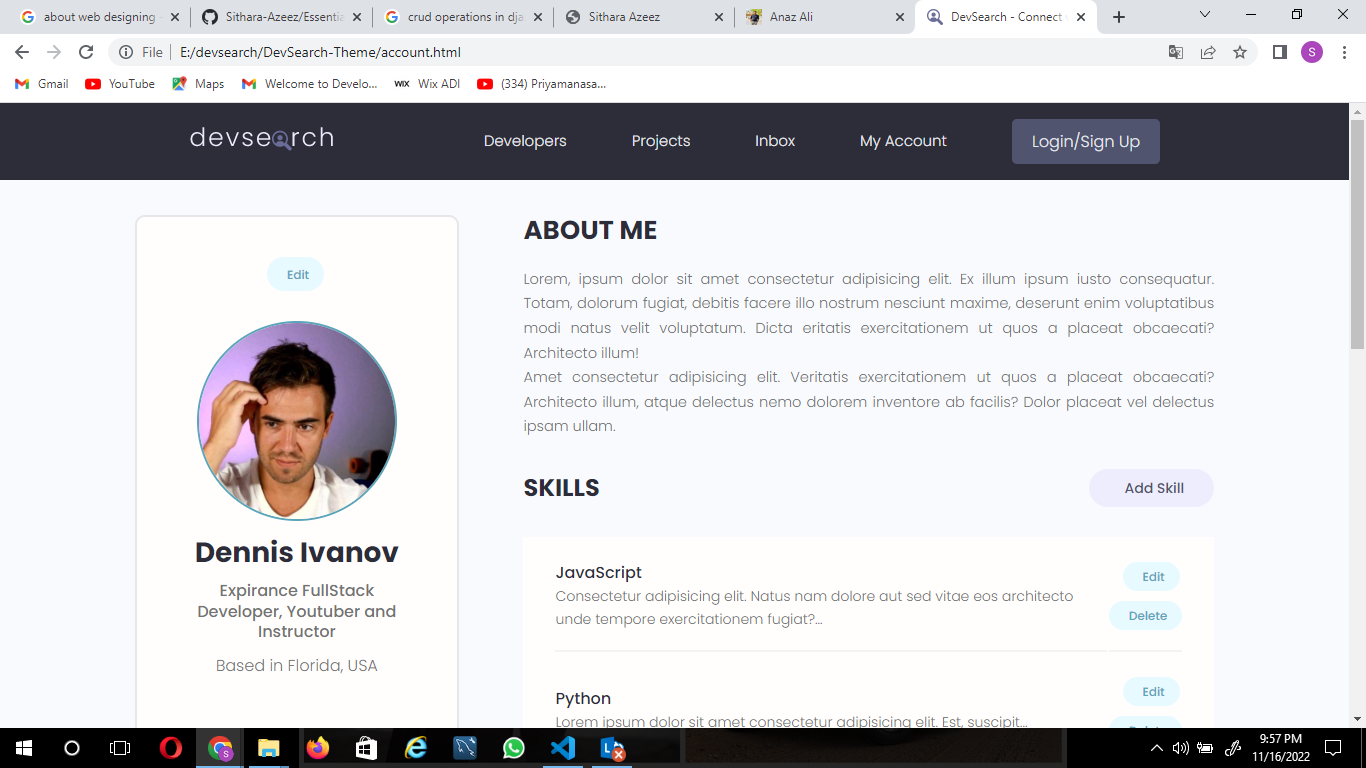 about web designing -
Sithara-Azeez/Essentia
crud operations in dja
Sithara Azeez
Anaz Ali
DevSearch - Connect
File
E:/devsearch/DevSearch-Theme/account.html
S
Gmail
YouTube
Maps
Welcome to Develo...
WIX
Wix ADI
(334) Priyamanasa...
devsearch
Developers
Projects
Inbox
My Account
Login/Sign Up
Edit
Dennis Ivanov
Expirance FullStack
Developer, Youtuber and
Instructor
Based in Florida, USA
ABOUT ME
Lorem, ipsum dolor sit amet consectetur adipisicing elit. Ex illum ipsum iusto consequatur.
Totam, dolorum fugiat, debitis facere illo nostrum nesciunt maxime, deserunt enim voluptatibus
modi natus velit voluptatum. Dicta eritatis exercitationem ut quos a placeat obcaecati?
Architecto illum!
Amet consectetur adipisicing elit. Veritatis exercitationem ut quos a placeat obcaecati?
Architecto illum, atque delectus nemo dolorem inventore ab facilis? Dolor placeat vel delectus
ipsam ullam.
SKILLS
Add Skill
JavaScript
Consectetur adipisicing elit. Natus nam dolore aut sed vitae eos architecto
unde tempore exercitationem fugiat?...
Edit
Delete
Python
Lorem ipsum dolor sit amet consectetur adipisicing elit. Est, suscipit...
Edit
Delete
9:57 PM
11/16/2022